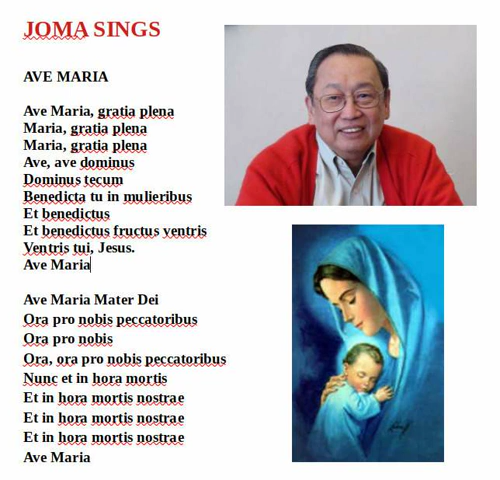 JOMA SINGS
AVE MARIA
Ave Maria, gratia plena
Maria, gratia plena
Maria, gratia plena
Ave, ave dominus
Dominus tecum
Benedicta tu in mulieribus
Et benedictus
Et benedictus fructus ventris
Ventris tui, Jesus.
Ave Maria
Ave Maria Mater Dei
Ora pro nobis peccatoribus
Ora pro nobis
Ora, ora pro nobis peccatoribus
Nunc et in hora mortis
Et in hora mortis nostrae
Et in hora mortis nostrae
Et in hora mortis nostrae
Ave Maria